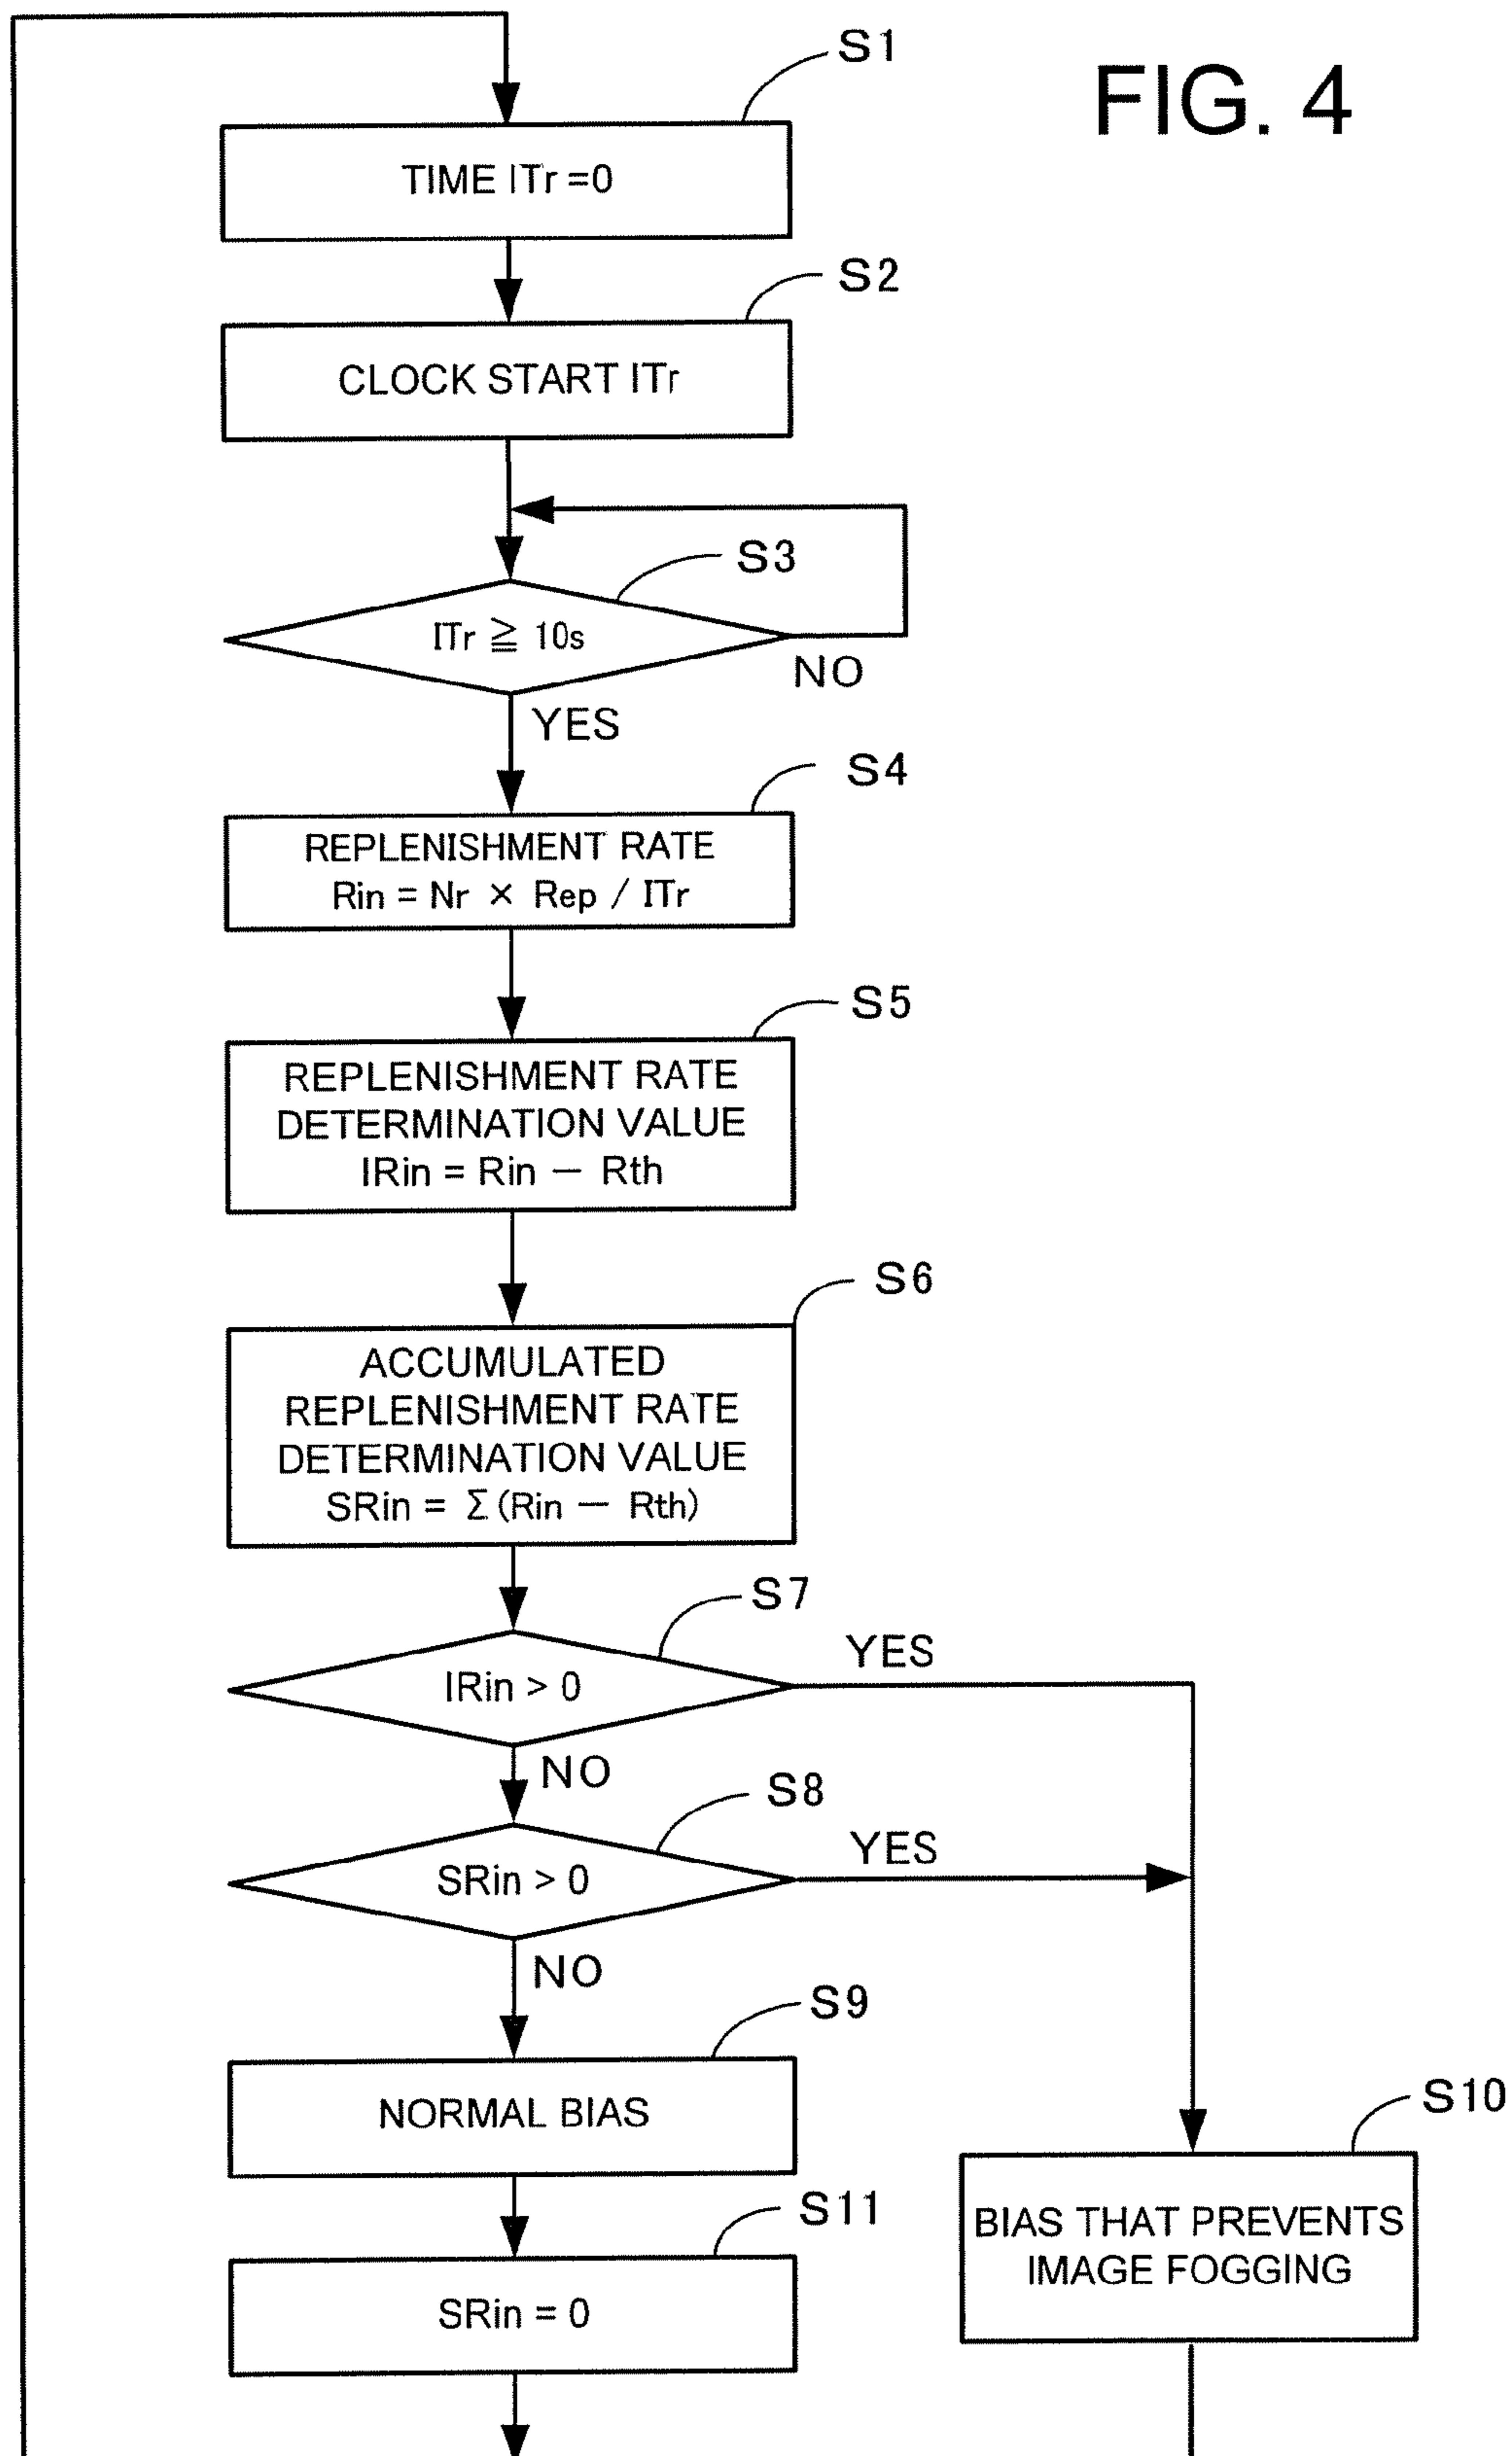 FIG. 4
S1
TIME ITr =0
S2
CLOCK START ITr
S3
ITr ≧ 10s
NO
YES
S4
REPLENISHMENT RATE
Rin = Nr × Rep / ITr
S5
REPLENISHMENT RATE
DETERMINATION VALUE
IRin = Rin − Rth
S6
ACCUMULATED
REPLENISHMENT RATE
DETERMINATION VALUE
SRin = Σ(Rin − Rth)
S7
IRin > 0
YES
NO
S8
SRin > 0
YES
NO
S9
NORMAL BIAS
S10
BIAS THAT PREVENTS
IMAGE FOGGING
S11
SRin = 0